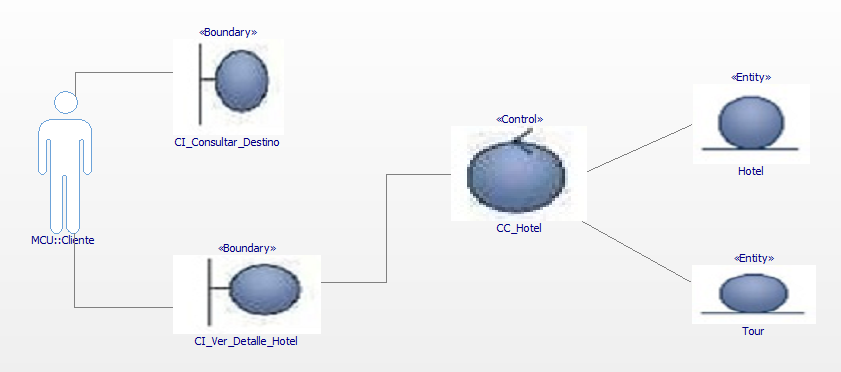 «Boundary»
CI_Consultar_Destino
MCU::Cliente
«Boundary»
CI_Ver_Detalle_Hotel
«Control»
CC_Hotel
«Entity»
Hotel
«Entity»
Tour